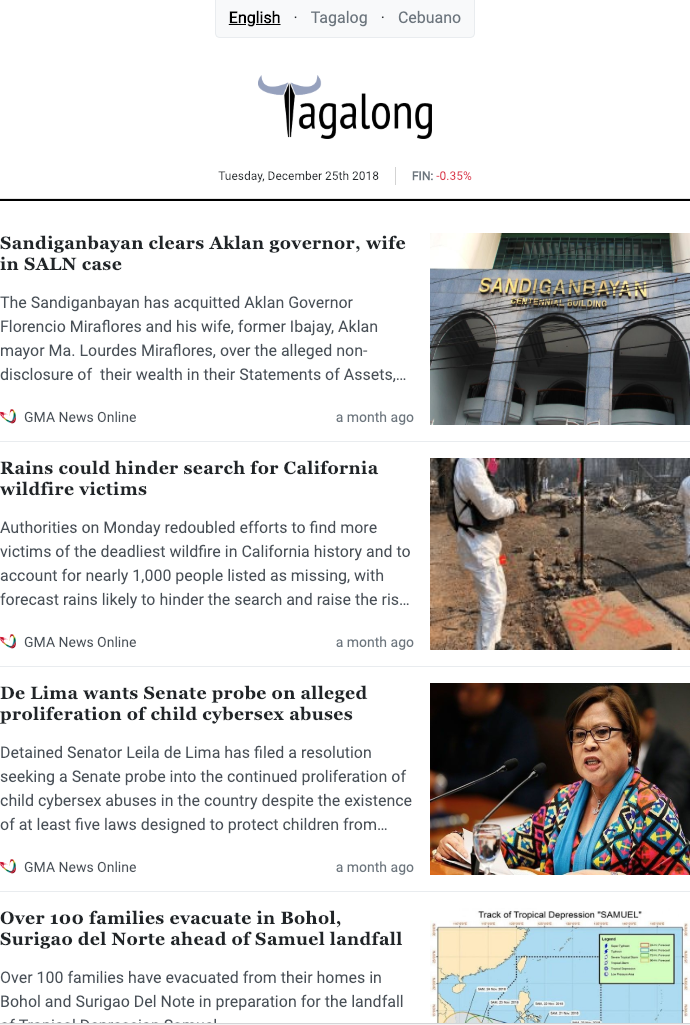 English · Tagalog · Cebuano
Tagalong
Tuesday, December 25th 2018 FIN: -0.35%
Sandiganbayan clears Aklan governor, wife
in SALN case
The Sandiganbayan has acquitted Aklan Governor
Florencio Miraflores and his wife, former Ibajay, Aklan
mayor Ma. Lourdes Miraflores, over the alleged non-
disclosure of their wealth in their Statements of Assets,...
GMA News Online a month ago
SANDIGANBAYAN
CENTENNIAL BUILDING
Rains could hinder search for California
wildfire victims
Authorities on Monday redoubled efforts to find more
victims of the deadliest wildfire in California history and to
account for nearly 1,000 people listed as missing, with
forecast rains likely to hinder the search and raise the ris...
GMA News Online a month ago
De Lima wants Senate probe on alleged
proliferation of child cybersex abuses
Detained Senator Leila de Lima has filed a resolution
seeking a Senate probe into the continued proliferation of
child cybersex abuses in the country despite the existence
of at least five laws designed to protect children from...
GMA News Online a month ago
Over 100 families evacuate in Bohol,
Surigao del Norte ahead of Samuel landfall
Over 100 families have evacuated from their homes in
Bohol and Surigao Del Note in preparation for the landfall
of Tropical Depression Samuel
Track of Tropical Depression "SAMUEL"
Legend